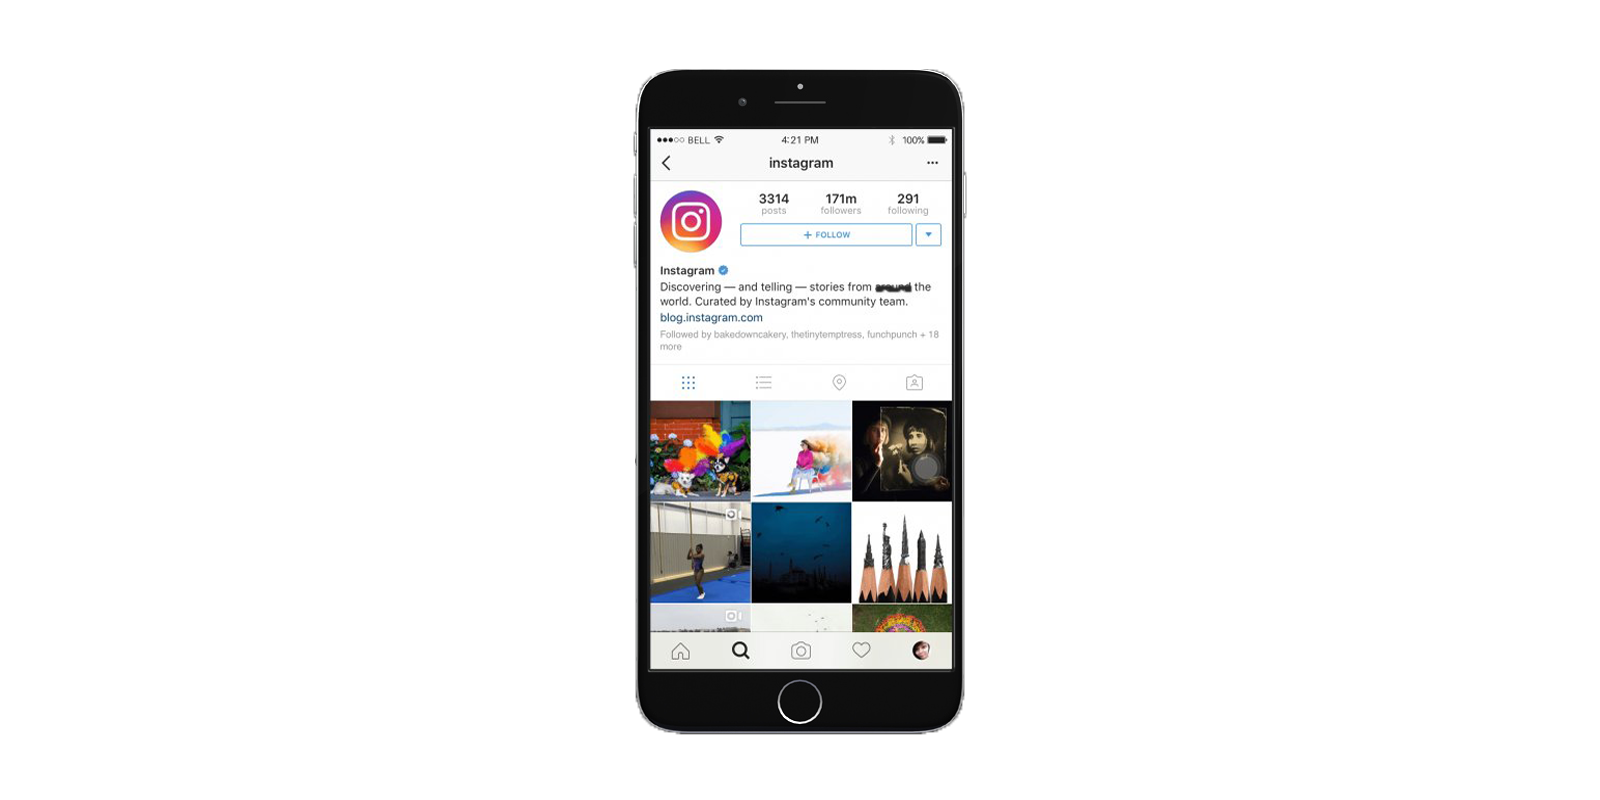 BELL 4:21 PM 100%
instagram
3314 171m 291
posts followers following
+ FOLLOW
Instagram
Discovering — and telling — stories from the
world. Curated by Instagram's community team.
blog.instagram.com
Followed by bakedowncakery, thetinytemptress, funchpunch + 18
more